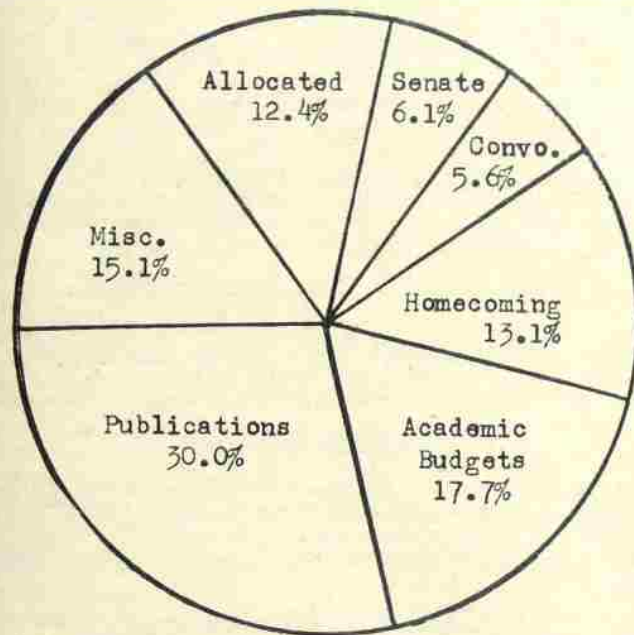 Allocated
12.4%
Senate
6.1%
Convo.
5.6%
Misc.
15.1%
Homecoming
13.1%
Publications
30.0%
Academic
Budgets
17.7%